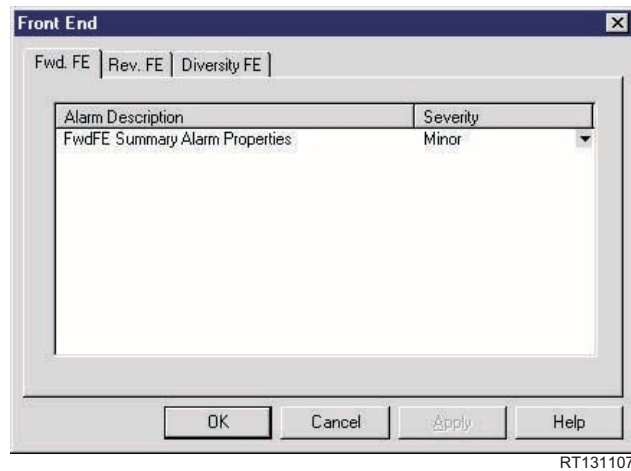 Front End
Fwd. FE Rev. FE Diversity FE
Alarm Description Severity
FwdFE Summary Alarm Properties Minor
OK Cancel Apply Help
RT131107